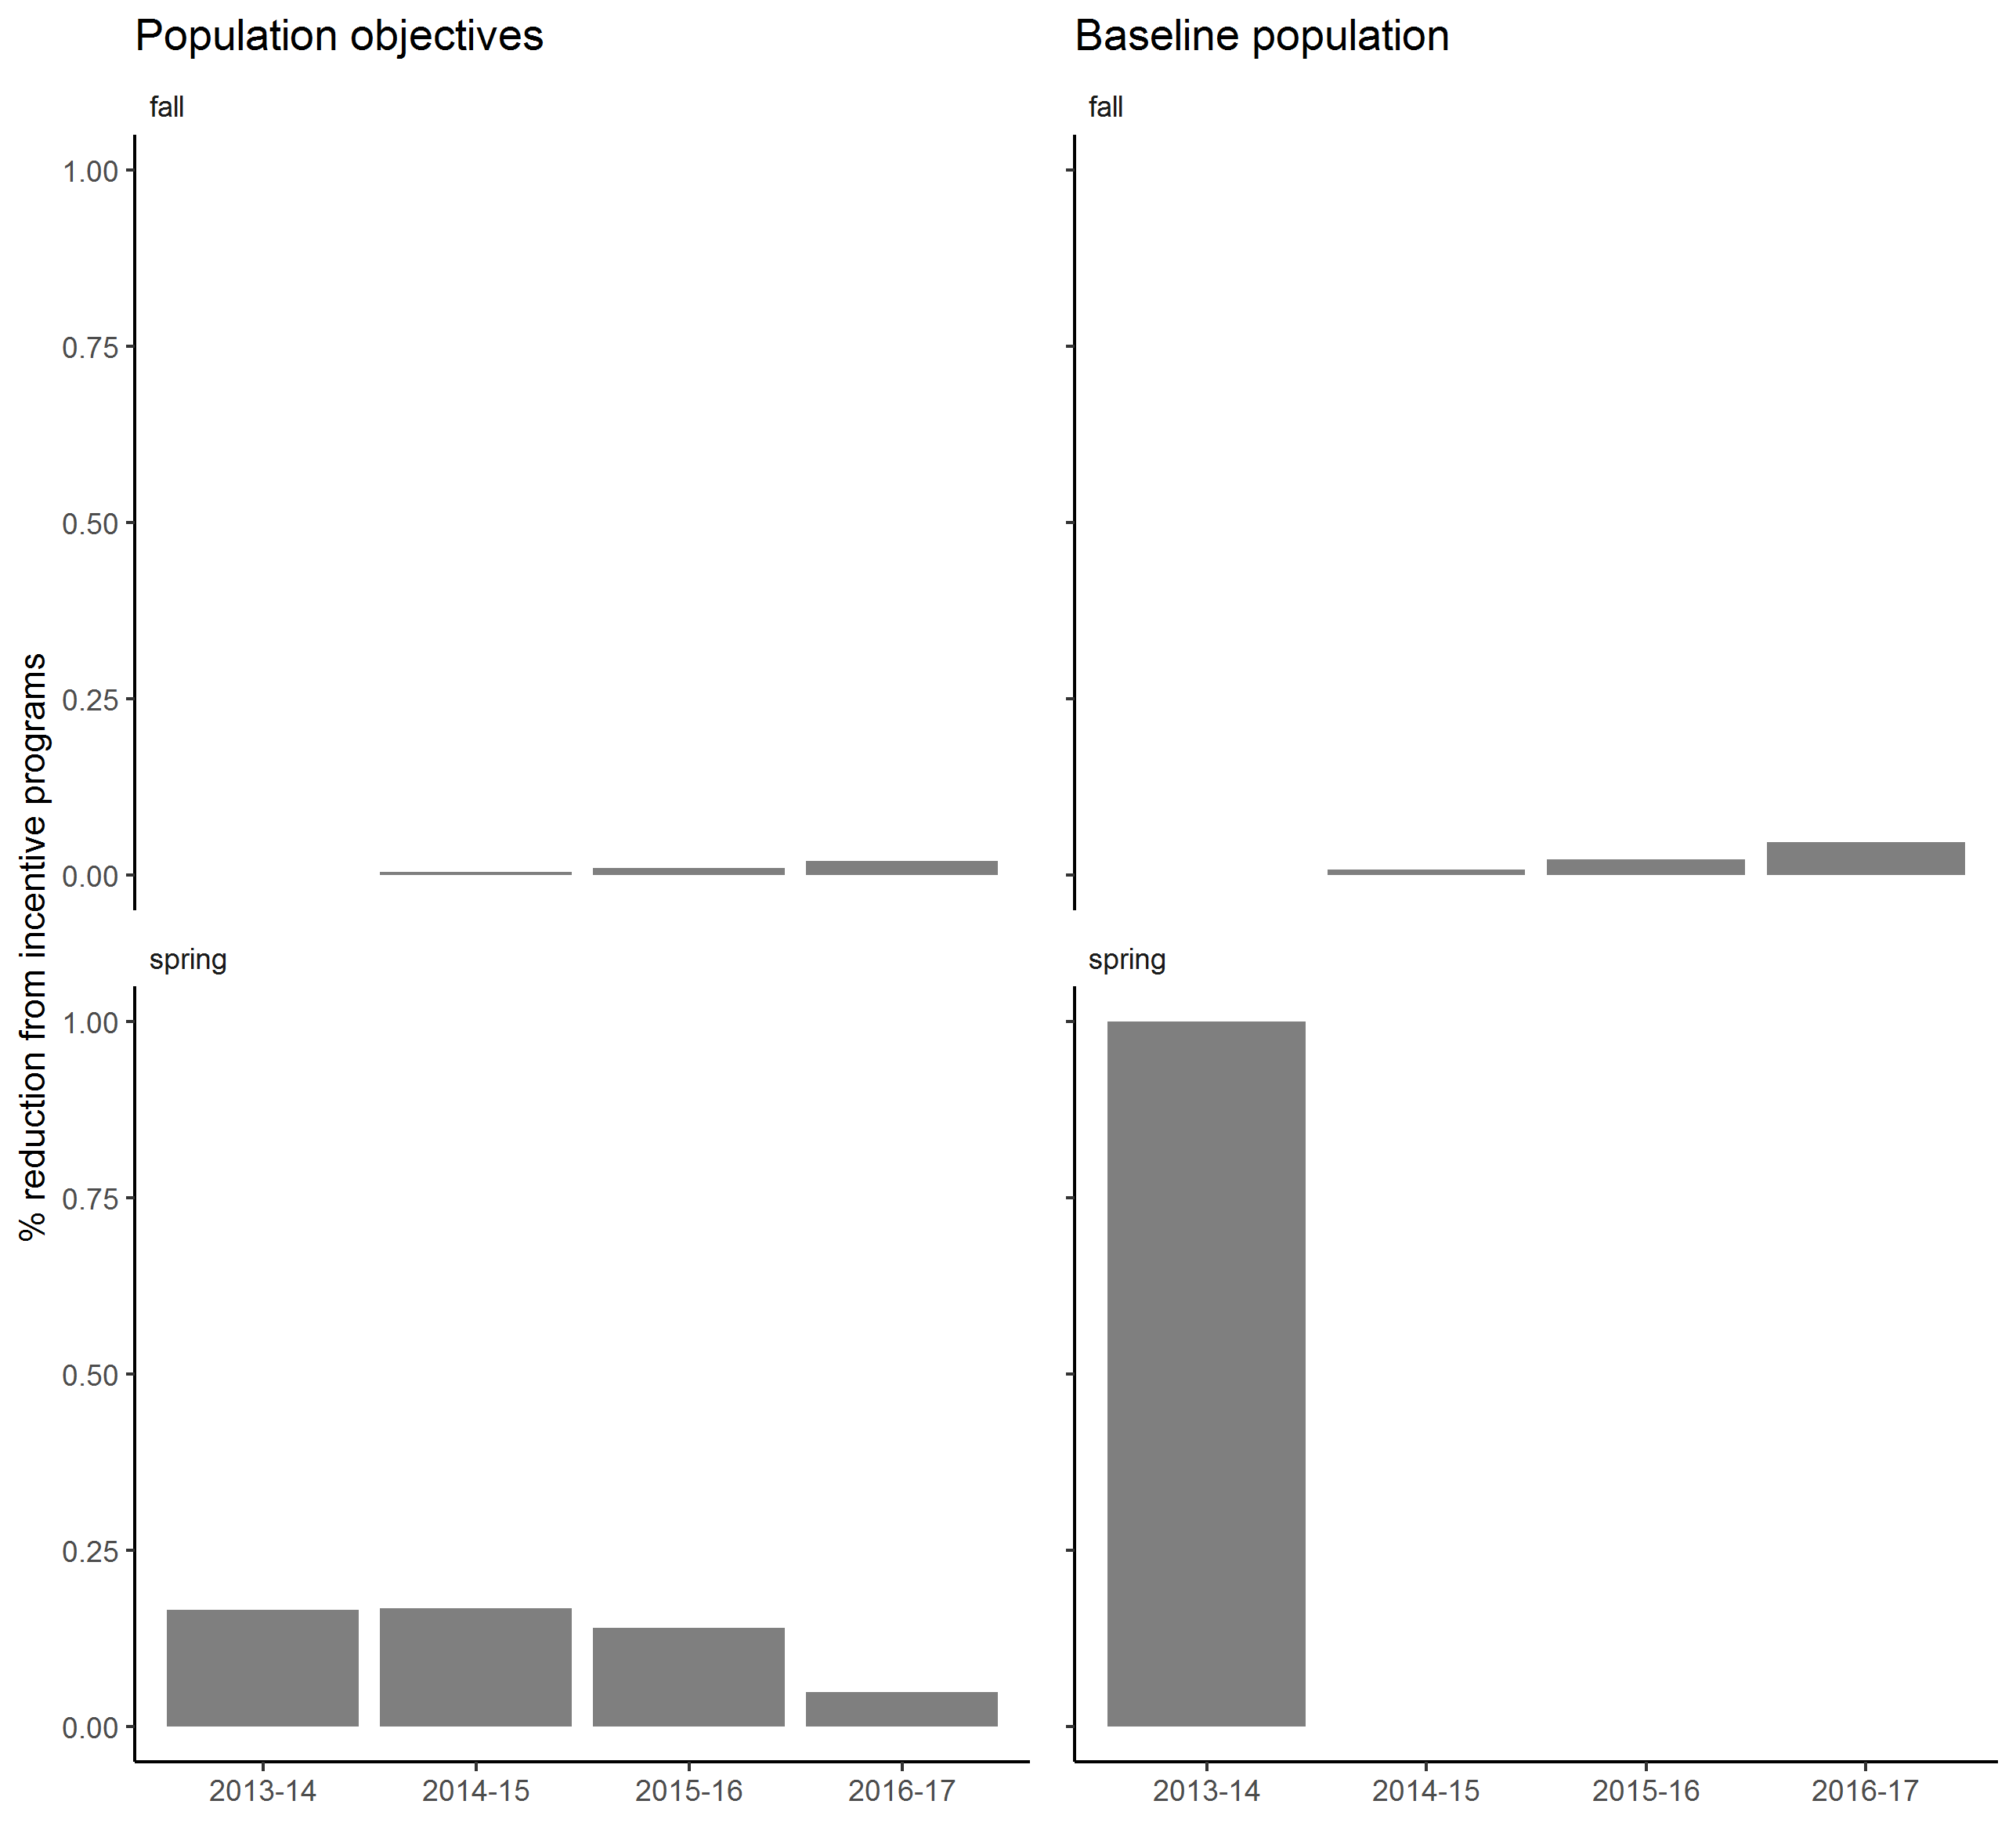 Population objectives
Baseline population
fall
fall
1.00
0.75
0.50
0.25
0.00
% reduction from incentive programs
spring
spring
1.00
0.75
0.50
0.25
0.00
2013-14
2014-15
2015-16
2016-17
2013-14
2014-15
2015-16
2016-17